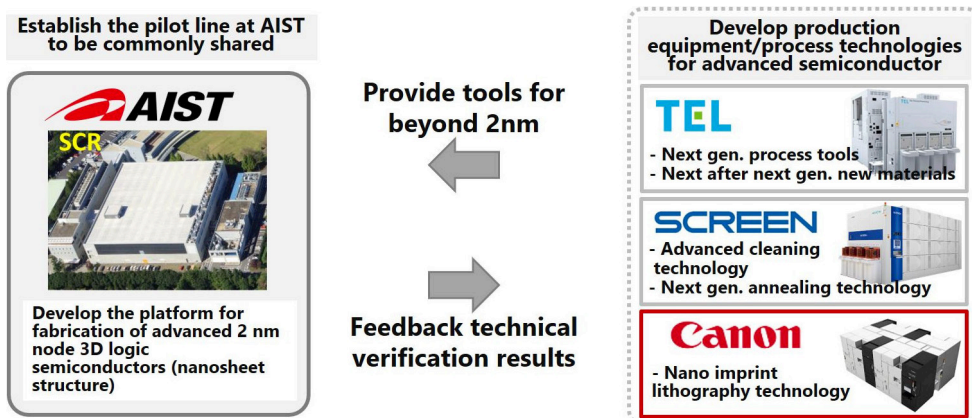 Establish the pilot line at AIST
to be commonly shared
AIST
SCR
Develop the platform for
fabrication of advanced 2 nm
node 3D logic
semiconductors (nanosheet
structure)
Provide tools for
beyond 2nm
Feedback technical
verification results
Develop production
equipment/process technologies
for advanced semiconductor
TEL
TEL
- Next gen. process tools
- Next after next gen. new materials
SCREEN
- Advanced cleaning
technology
- Next gen. annealing technology
Canon
- Nano imprint
lithography technology